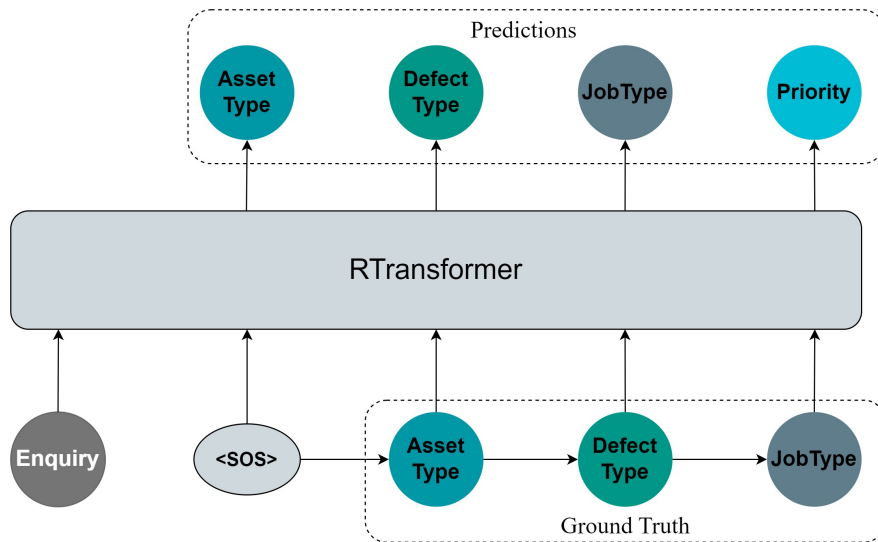 Predictions
Asset
Type
Defect
Type
JobType
Priority
RTransformer
Enquiry
<SOS>
Asset
Type
Defect
Type
JobType
Ground Truth